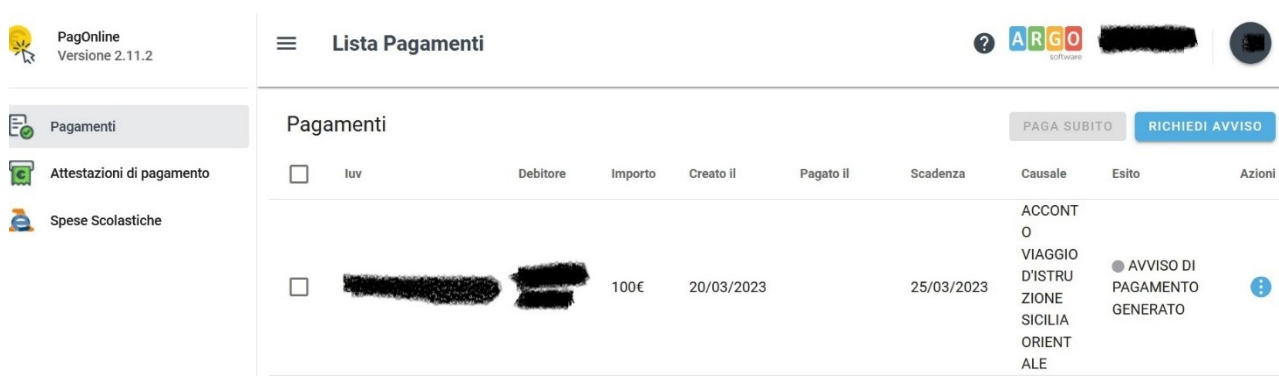 PagOnline
Versione 2.11.2
Lista Pagamenti
ARGO
software
Pagamenti
Attestazioni di pagamento
Spese Scolastiche
Pagamenti
PAGA SUBITO
RICHIEDI AVVISO
Iuv Debitore Importo Creato il Pagato il Scadenza Causale Esito Azioni
100€ 20/03/2023 25/03/2023
ACCONT
O
VIAGGIO
D'ISTRU
ZIONE
SICILIA
ORIENT
ALE
AVVISO DI
PAGAMENTO
GENERATO